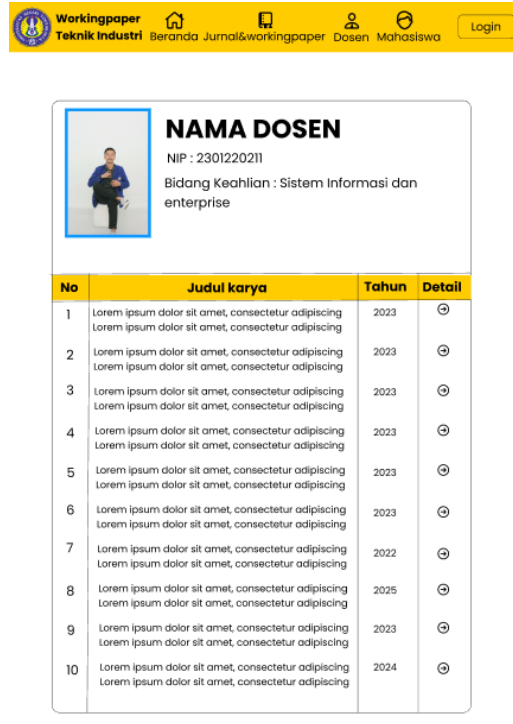 Workingpaper
Teknik Industri
Beranda
Jurnal&workingpaper
Dosen
Mahasiswa
Login
NAMA DOSEN
NIP : 2301220211
Bidang Keahlian : Sistem Informasi dan
enterprise
No Judul karya Tahun Detail
1 Lorem ipsum dolor sit amet, consectetur adipiscing 2023
Lorem ipsum dolor sit amet, consectetur adipiscing
2 Lorem ipsum dolor sit amet, consectetur adipiscing 2023
Lorem ipsum dolor sit amet, consectetur adipiscing
3 Lorem ipsum dolor sit amet, consectetur adipiscing 2023
Lorem ipsum dolor sit amet, consectetur adipiscing
4 Lorem ipsum dolor sit amet, consectetur adipiscing 2023
Lorem ipsum dolor sit amet, consectetur adipiscing
5 Lorem ipsum dolor sit amet, consectetur adipiscing 2023
Lorem ipsum dolor sit amet, consectetur adipiscing
6 Lorem ipsum dolor sit amet, consectetur adipiscing 2023
Lorem ipsum dolor sit amet, consectetur adipiscing
7 Lorem ipsum dolor sit amet, consectetur adipiscing 2022
Lorem ipsum dolor sit amet, consectetur adipiscing
8 Lorem ipsum dolor sit amet, consectetur adipiscing 2025
Lorem ipsum dolor sit amet, consectetur adipiscing
9 Lorem ipsum dolor sit amet, consectetur adipiscing 2023
Lorem ipsum dolor sit amet, consectetur adipiscing
10 Lorem ipsum dolor sit amet, consectetur adipiscing 2024
Lorem ipsum dolor sit amet, consectetur adipiscing